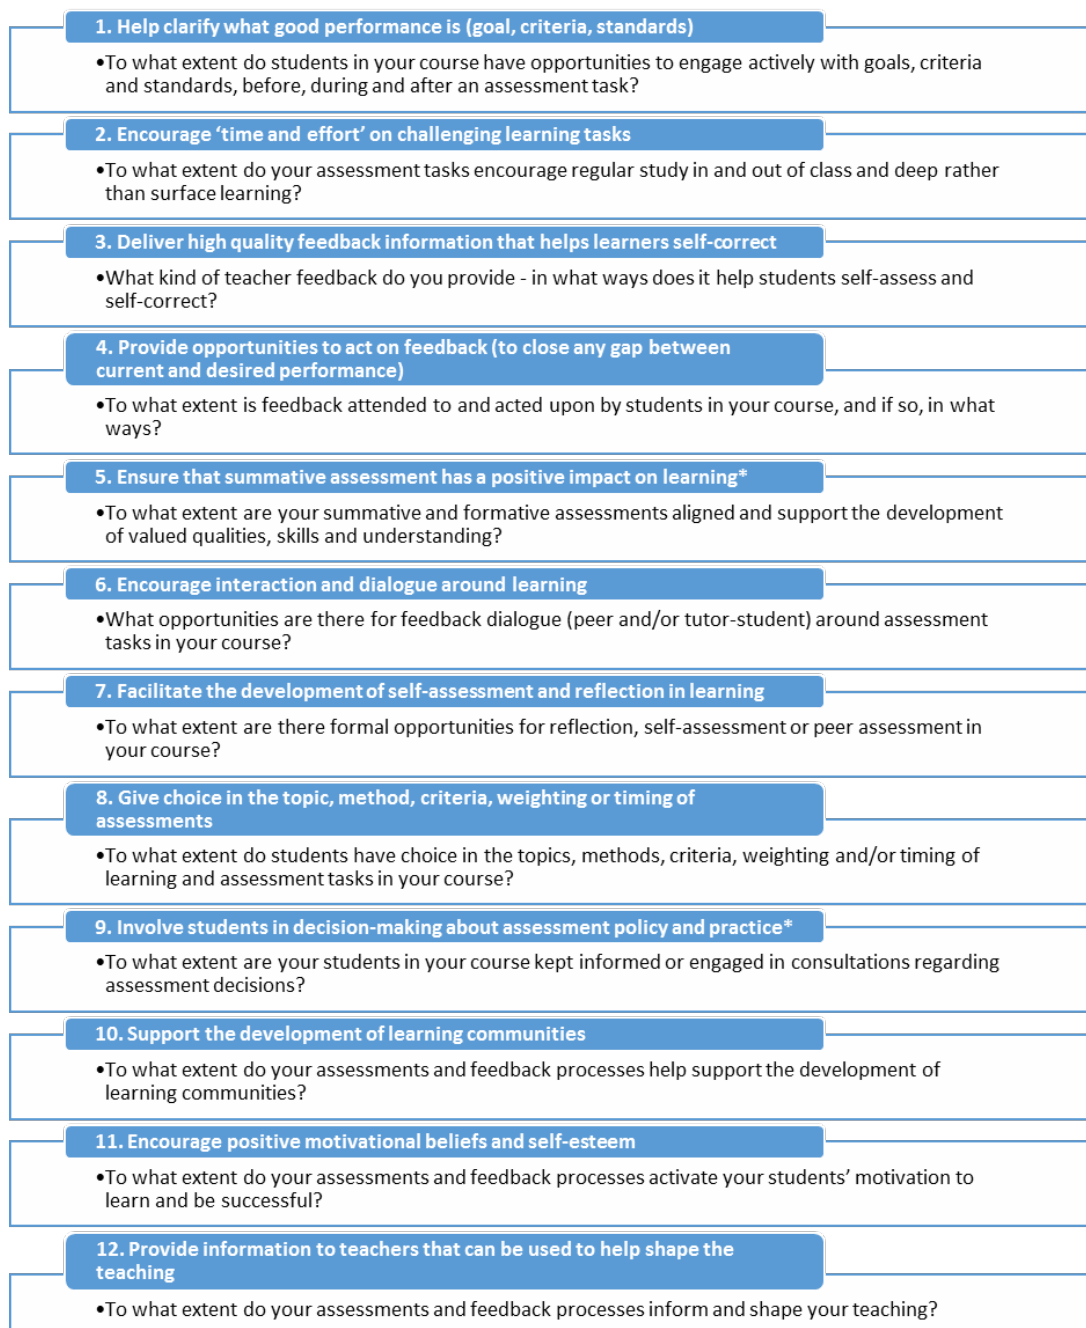 1. Help clarify what good performance is (goal, criteria, standards)
•To what extent do students in your course have opportunities to engage actively with goals, criteria
and standards, before, during and after an assessment task?
2. Encourage ‘time and effort’ on challenging learning tasks
•To what extent do your assessment tasks encourage regular study in and out of class and deep rather
than surface learning?
3. Deliver high quality feedback information that helps learners self-correct
•What kind of teacher feedback do you provide - in what ways does it help students self-assess and
self-correct?
4. Provide opportunities to act on feedback (to close any gap between
current and desired performance)
•To what extent is feedback attended to and acted upon by students in your course, and if so, in what
ways?
5. Ensure that summative assessment has a positive impact on learning*
•To what extent are your summative and formative assessments aligned and support the development
of valued qualities, skills and understanding?
6. Encourage interaction and dialogue around learning
•What opportunities are there for feedback dialogue (peer and/or tutor-student) around assessment
tasks in your course?
7. Facilitate the development of self-assessment and reflection in learning
•To what extent are there formal opportunities for reflection, self-assessment or peer assessment in
your course?
8. Give choice in the topic, method, criteria, weighting or timing of
assessments
•To what extent do students have choice in the topics, methods, criteria, weighting and/or timing of
learning and assessment tasks in your course?
9. Involve students in decision-making about assessment policy and practice*
•To what extent are your students in your course kept informed or engaged in consultations regarding
assessment decisions?
10. Support the development of learning communities
•To what extent do your assessments and feedback processes help support the development of
learning communities?
11. Encourage positive motivational beliefs and self-esteem
•To what extent do your assessments and feedback processes activate your students’ motivation to
learn and be successful?
12. Provide information to teachers that can be used to help shape the
teaching
•To what extent do your assessments and feedback processes inform and shape your teaching?